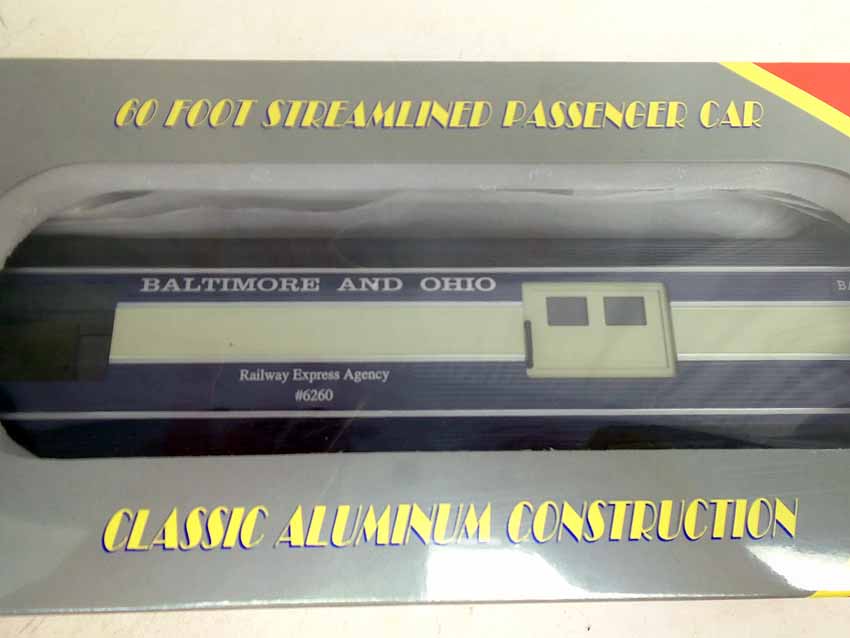 60 FOOT STREAMLINED PASSENGER CAR
BALTIMORE AND OHIO
Railway Express Agency
#6260
CLASSIC ALUMINUM CONSTRUCTION